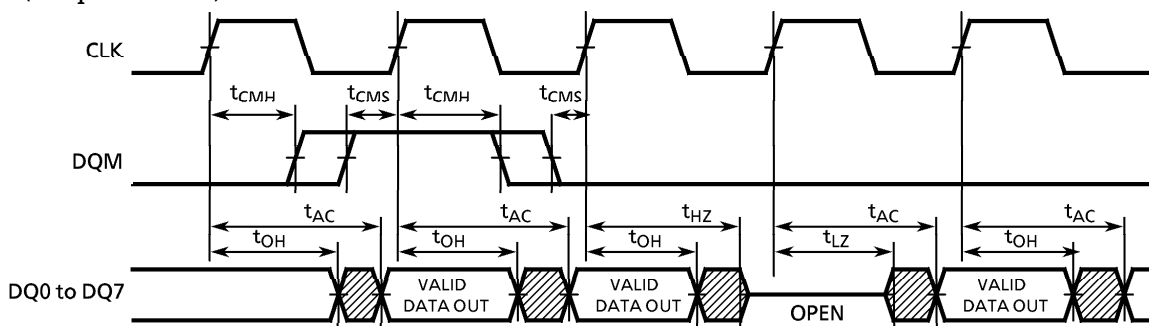 CLK
tCMH tCMS tCMH tCMS
DQM
tAC tAC tHZ tAC tAC
tOH tOH tOH tLZ tOH
DQ0 to DQ7
VALID DATA OUT
VALID DATA OUT
OPEN
VALID DATA OUT